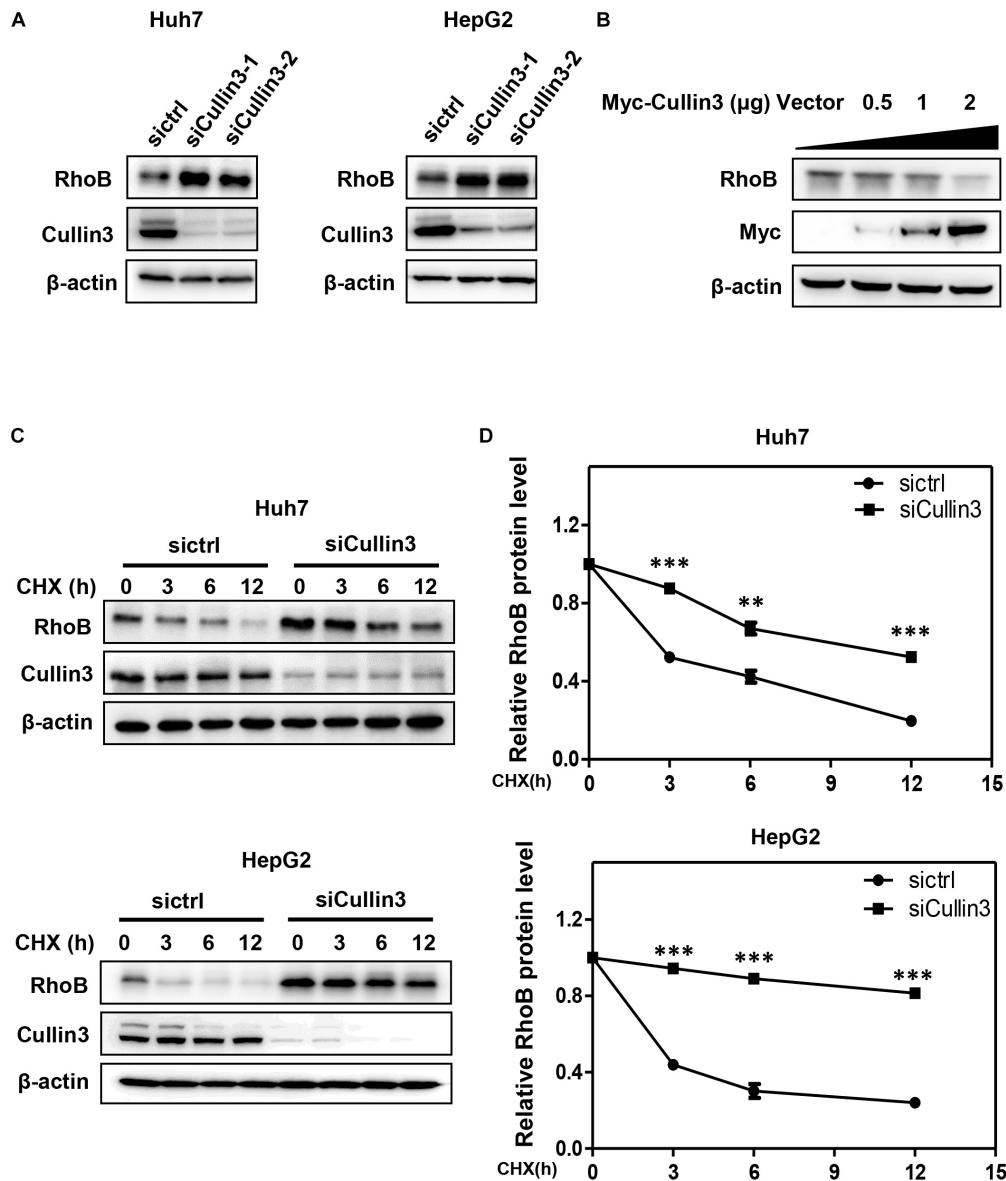 A
Huh7
sictrl siCullin3-1 siCullin3-2
RhoB
Cullin3
β-actin
HepG2
sictrl siCullin3-1 siCullin3-2
RhoB
Cullin3
β-actin
B
Myc-Cullin3 (μg) Vector 0.5 1 2
RhoB
Myc
β-actin
C
Huh7
sictrl siCullin3
CHX (h) 0 3 6 12 0 3 6 12
RhoB
Cullin3
β-actin
HepG2
sictrl siCullin3
CHX (h) 0 3 6 12 0 3 6 12
RhoB
Cullin3
β-actin
D
Huh7
Relative RhoB protein level
sictrl
siCullin3
1.2
0.8
0.4
0.0
***
**
***
CHX(h) 0 3 6 9 12 15
HepG2
Relative RhoB protein level
sictrl
siCullin3
1.2
0.8
0.4
0.0
***
***
***
CHX(h) 0 3 6 9 12 15